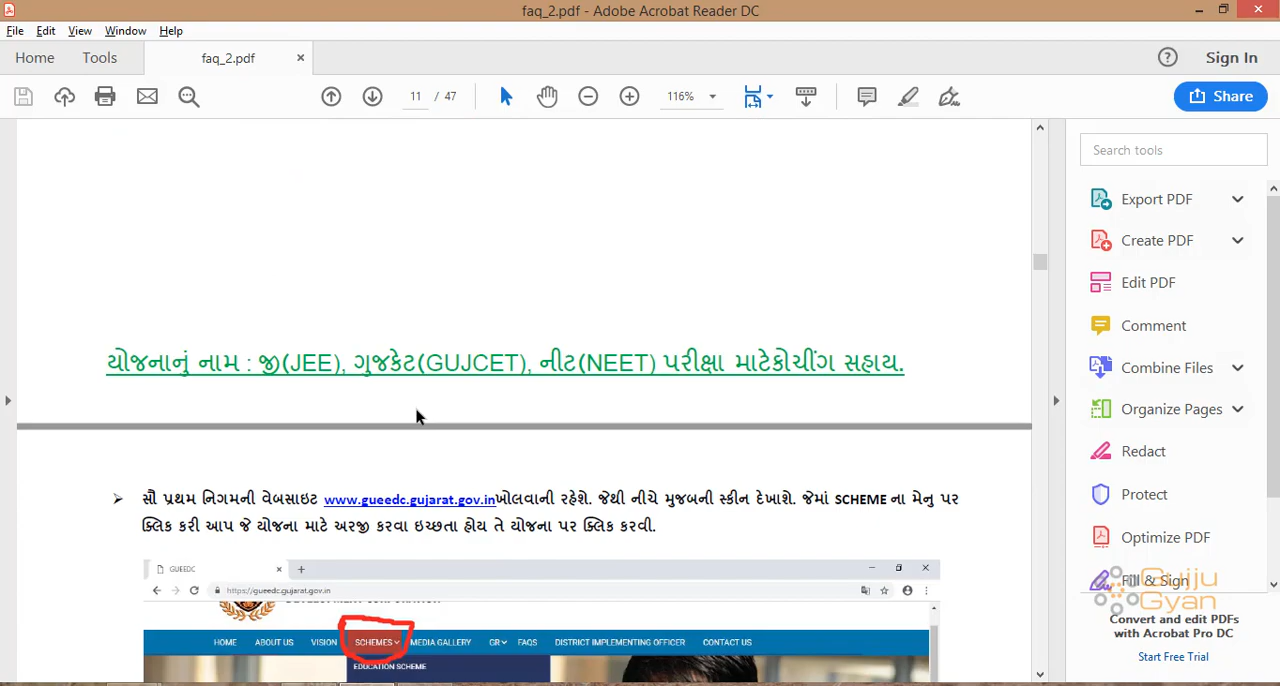 faq_2.pdf - Adobe Acrobat Reader DC
File Edit View Window Help
Home Tools faq_2.pdf × Sign In
11 / 47 116% Share
Search tools
Export PDF
Create PDF
Edit PDF
Comment
Combine Files
Organize Pages
Redact
Protect
Optimize PDF
Fill & Sign
Gujju
Gyan
Convert and edit PDFs
with Acrobat Pro DC
Start Free Trial
યોજનાનું નામ : જી(JEE), ગુજકેટ(GUJCET), નીટ(NEET) પરીક્ષા માટેકોચીંગ સહાય.
➢ સૌ પ્રથમ નિગમની વેબસાઇટ www.gueedc.gujarat.gov.inખોલવાની રહેશે. જેથી નીચે મુજબની સ્કીન દેખાશે. જેમાં SCHEME ના મેનુ પર
ક્લિક કરી આપ જે યોજના માટે અરજી કરવા ઇચ્છતા હોય તે યોજના પર ક્લિક કરવી.
GUEEDC
https://gueedc.gujarat.gov.in
HOME ABOUT US VISION SCHEMES MEDIA GALLERY GR FAQS DISTRICT IMPLEMENTING OFFICER CONTACT US
EDUCATION SCHEME